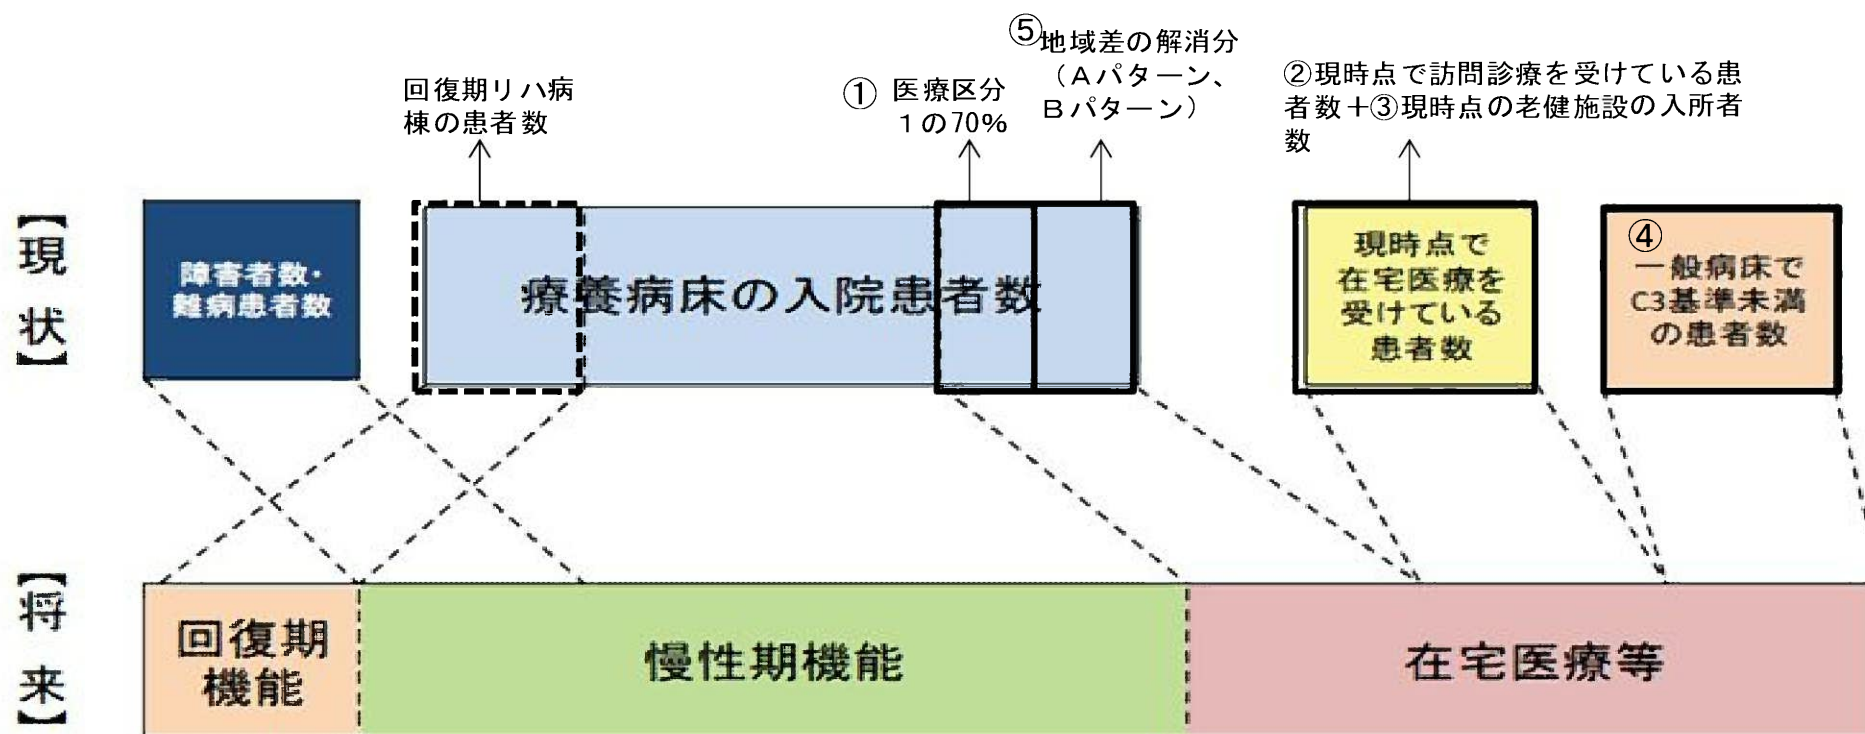 回復期リハ病
棟の患者数
① 医療区分
１の70％
⑤地域差の解消分
（Ａパターン、
Ｂパターン）
②現時点で訪問診療を受けている患
者数＋③現時点の老健施設の入所者
数
【現状】
障害者数・
難病患者数
療養病床の入院患者数
現時点で
在宅医療を
受けている
患者数
④
一般病床で
C3基準未満
の患者数
【将来】
回復期
機能
慢性期機能
在宅医療等